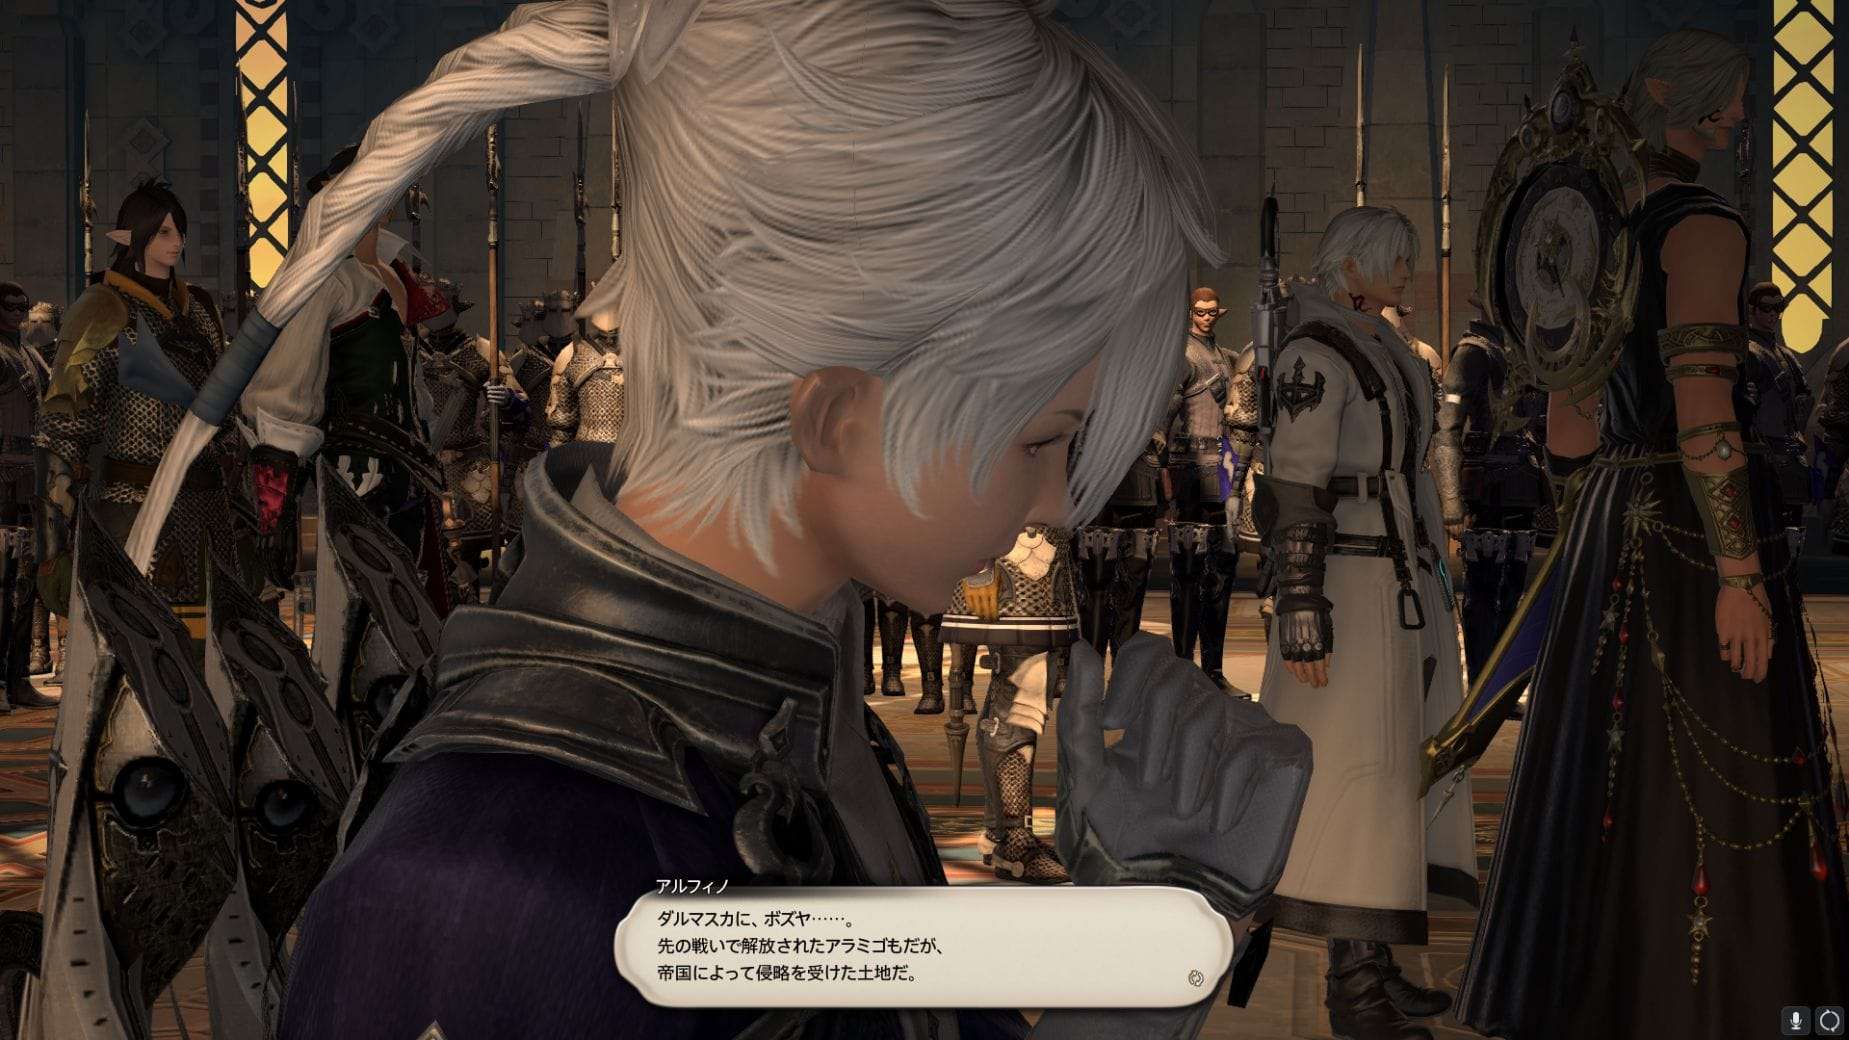 アルフィノ
ダルマスカに、ボズヤ……。
先の戦いで解放されたアラミゴもだが、
帝国によって侵略を受けた土地だ。